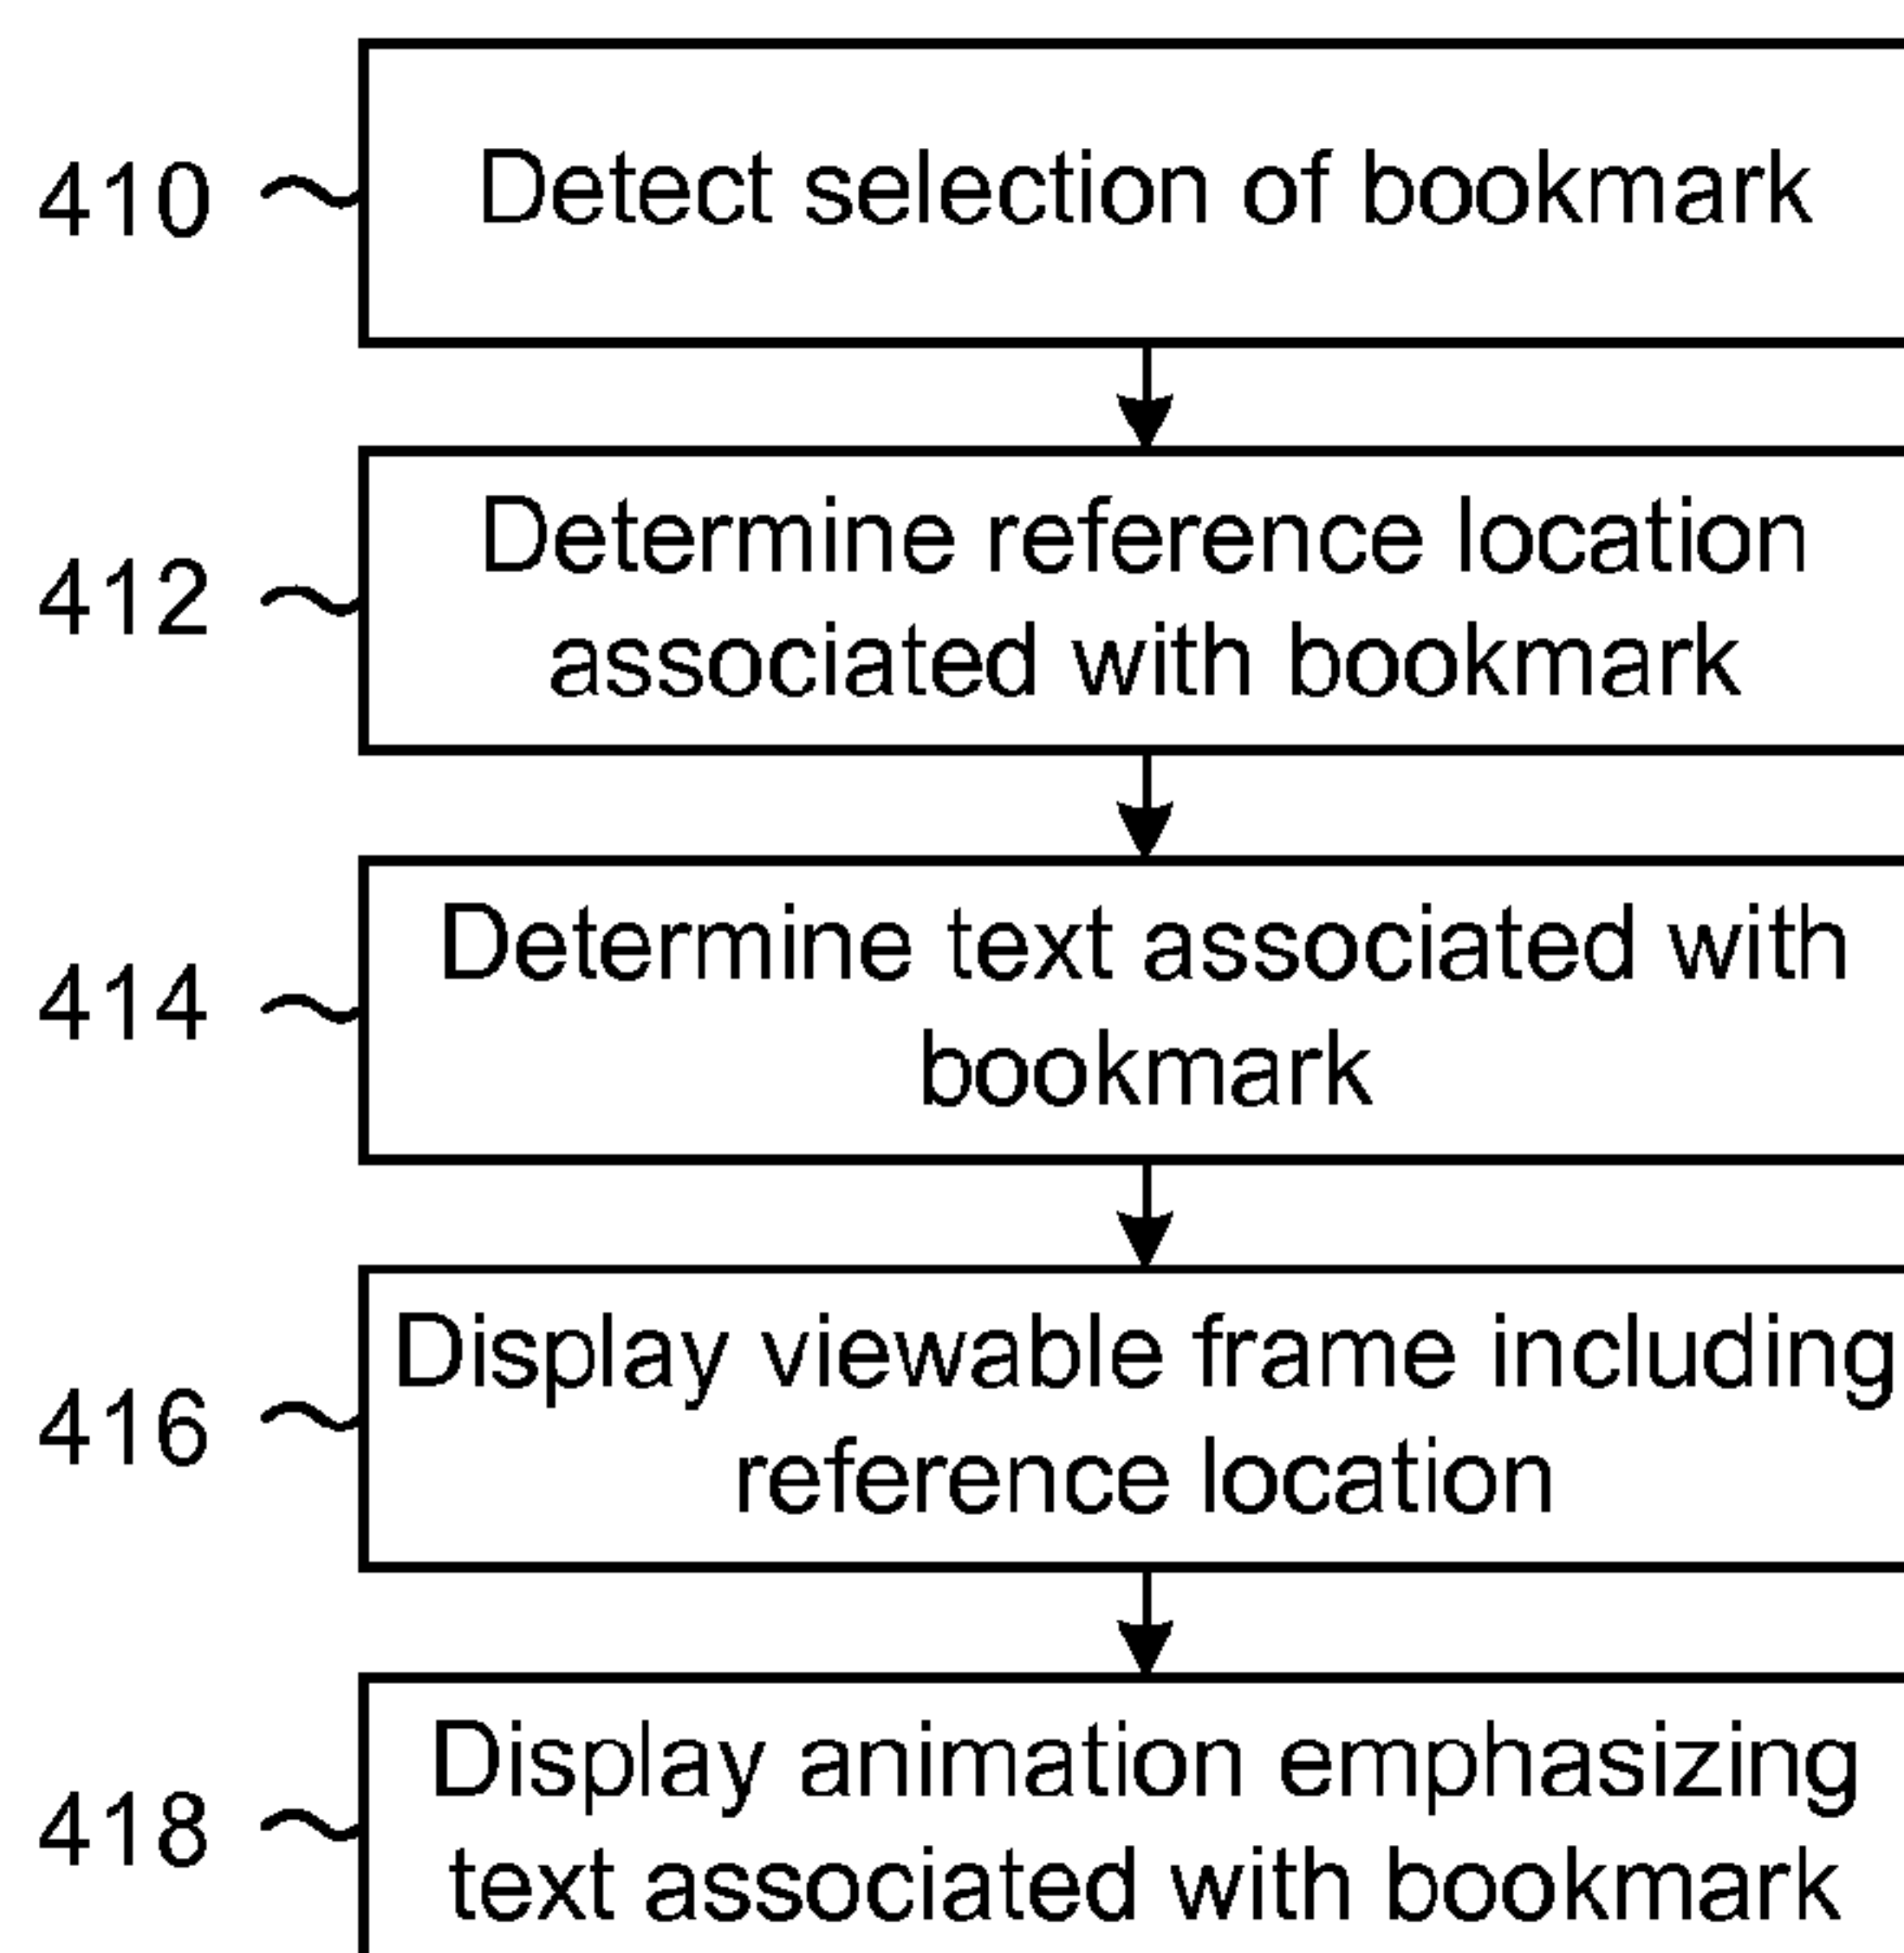 410
Detect selection of bookmark
412
Determine reference location
associated with bookmark
414
Determine text associated with
bookmark
416
Display viewable frame including
reference location
418
Display animation emphasizing
text associated with bookmark